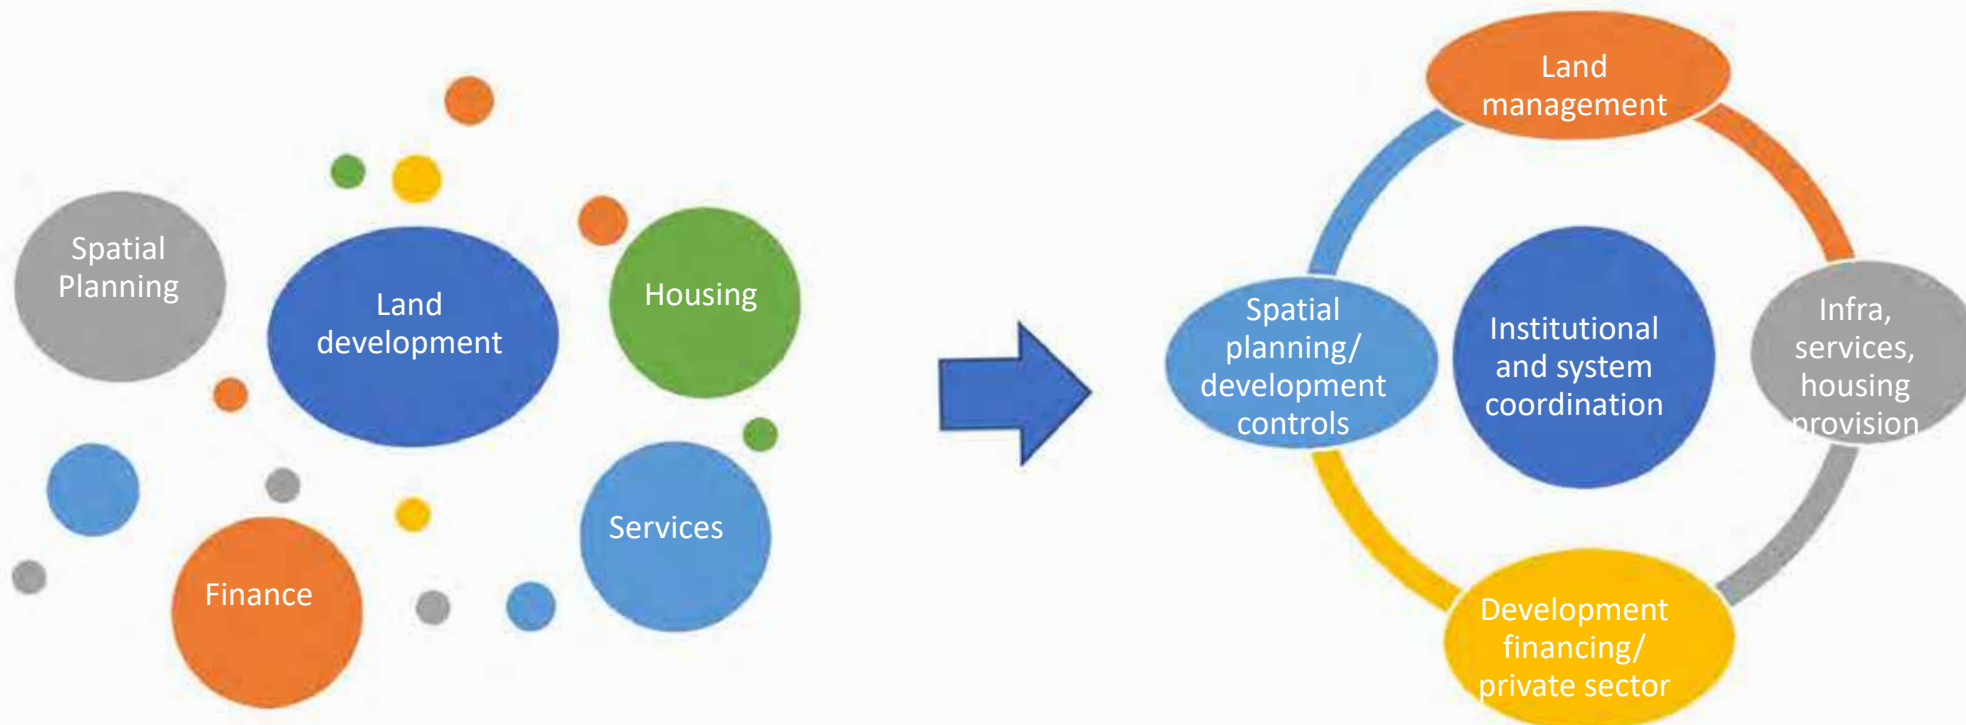 Spatial
Planning
Land
development
Housing
Services
Finance
Land
management
Spatial
planning/
development
controls
Institutional
and system
coordination
Infra,
services,
housing
provision
Development
financing/
private sector